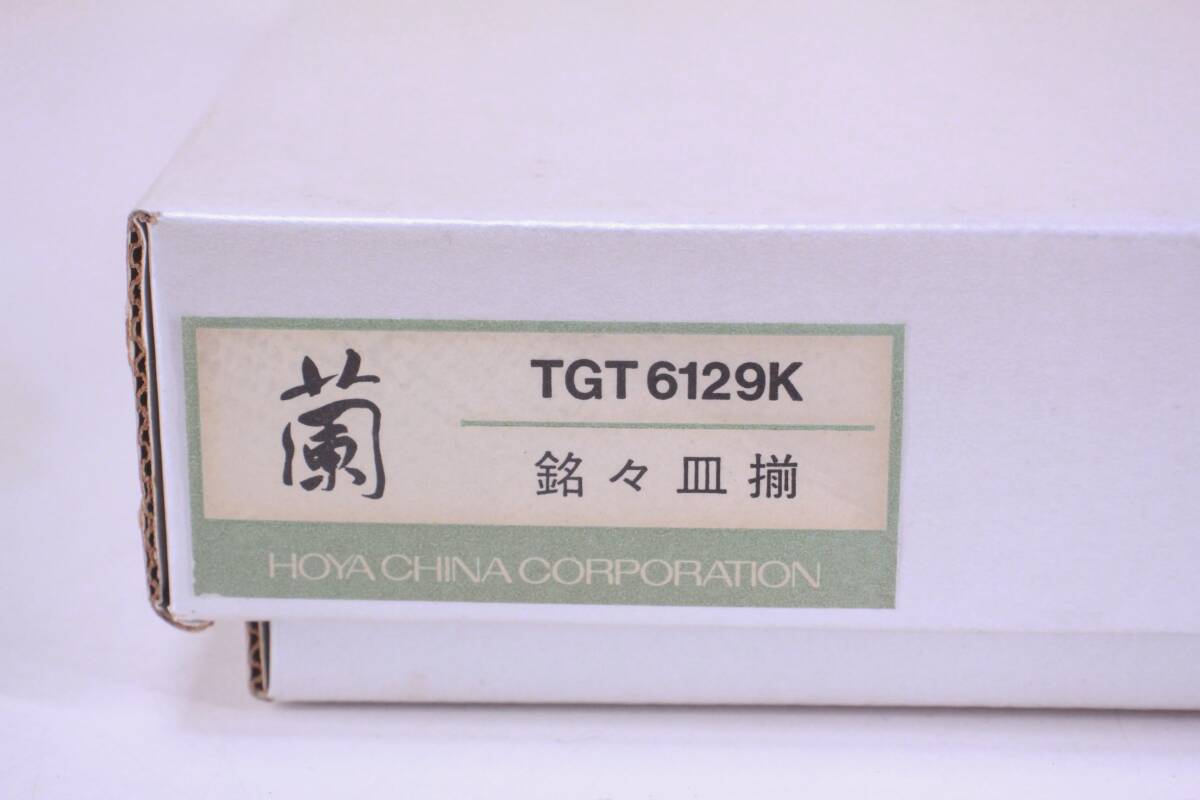 蘭
TGT 6129K
銘々皿揃
HOYA CHINA CORPORATION